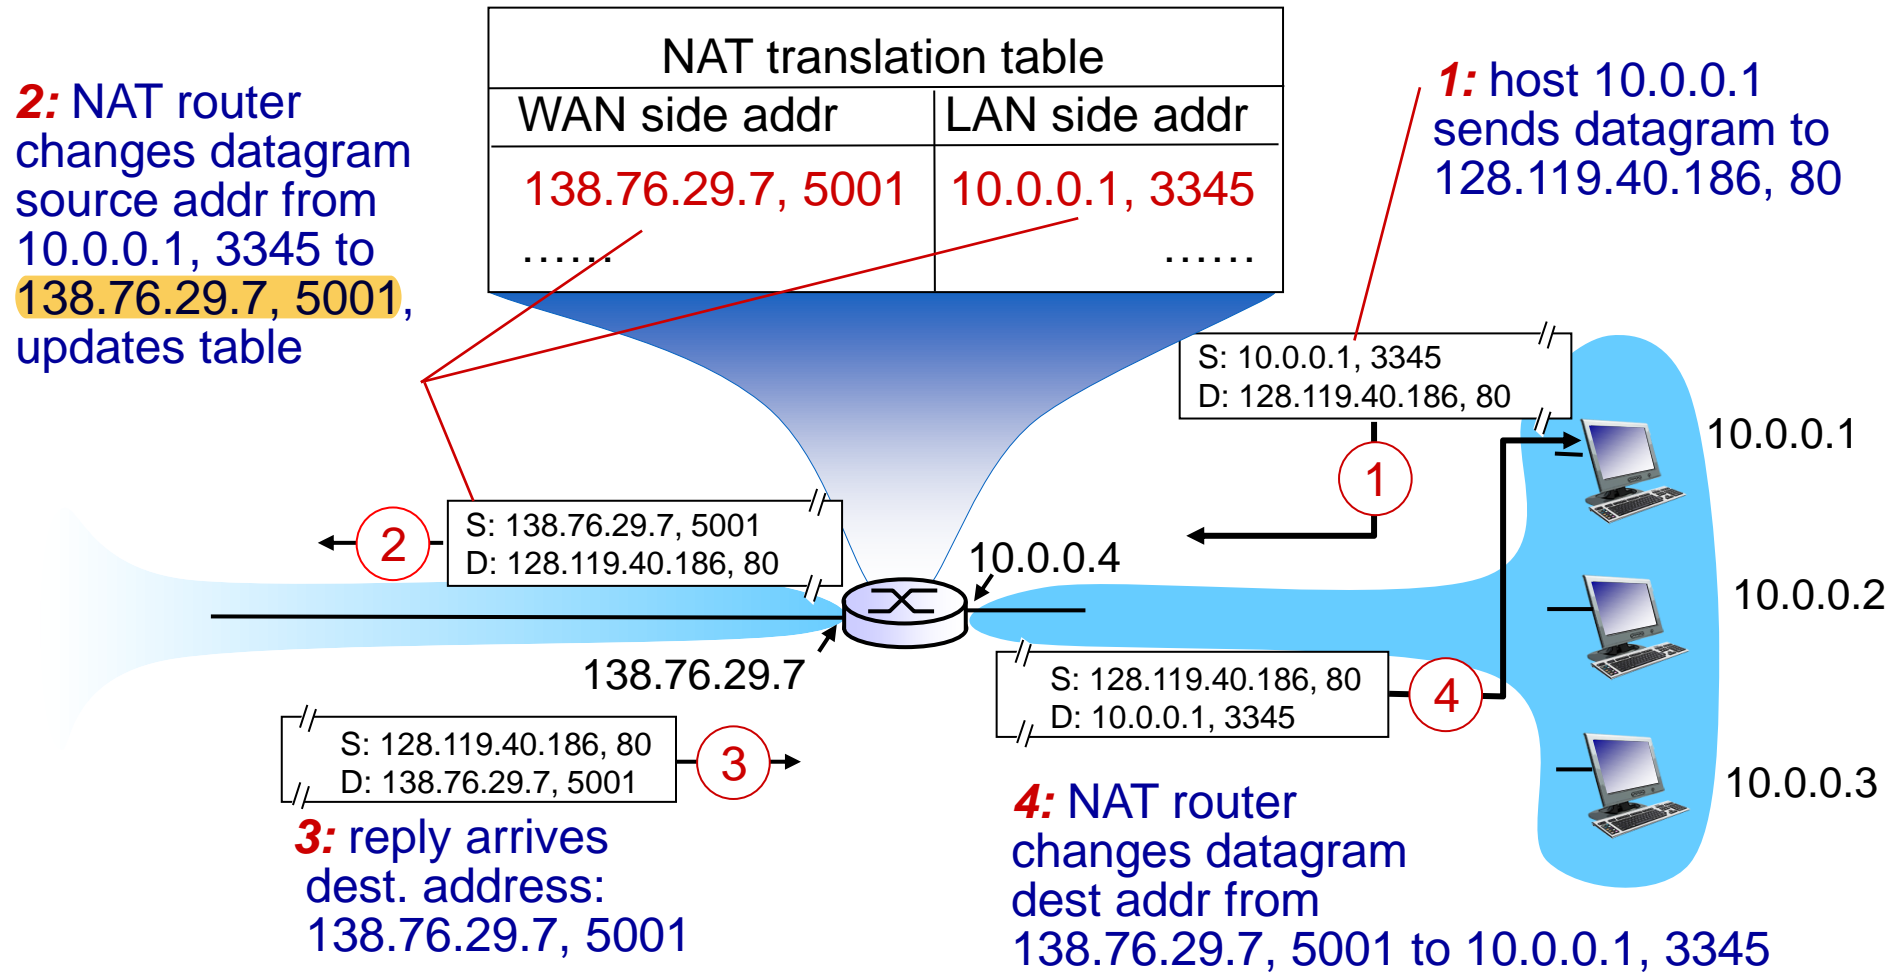 NAT translation table
WAN side addr
LAN side addr
138.76.29.7, 5001
10.0.0.1, 3345
......
......
2: NAT router
changes datagram
source addr from
10.0.0.1, 3345 to
138.76.29.7, 5001,
updates table
1: host 10.0.0.1
sends datagram to
128.119.40.186, 80
S: 10.0.0.1, 3345
D: 128.119.40.186, 80
1
10.0.0.1
S: 138.76.29.7, 5001
D: 128.119.40.186, 80
2
10.0.0.4
10.0.0.2
138.76.29.7
S: 128.119.40.186, 80
D: 10.0.0.1, 3345
4
S: 128.119.40.186, 80
D: 138.76.29.7, 5001
3
10.0.0.3
3: reply arrives
dest. address:
138.76.29.7, 5001
4: NAT router
changes datagram
dest addr from
138.76.29.7, 5001 to 10.0.0.1, 3345